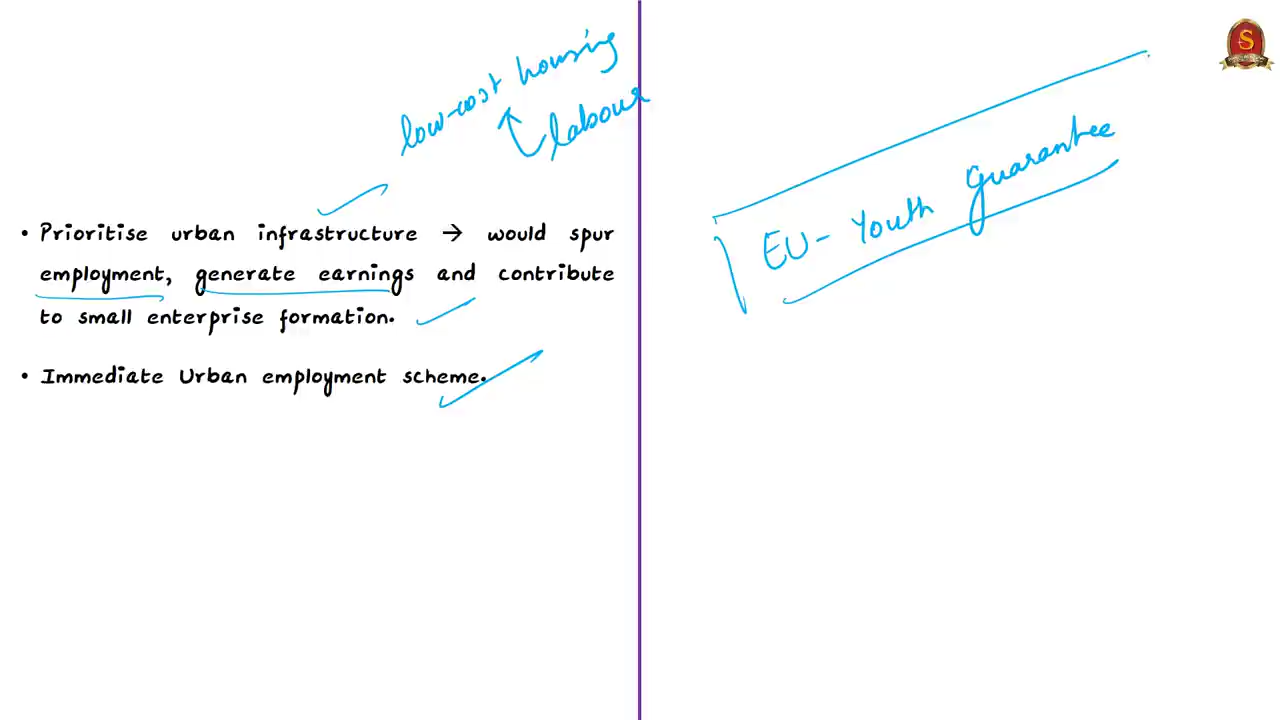 low-cost housing
labour
• Prioritise urban infrastructure → would spur
employment, generate earnings and contribute
to small enterprise formation.
• Immediate Urban employment scheme.
EU- Youth Guarantee
S